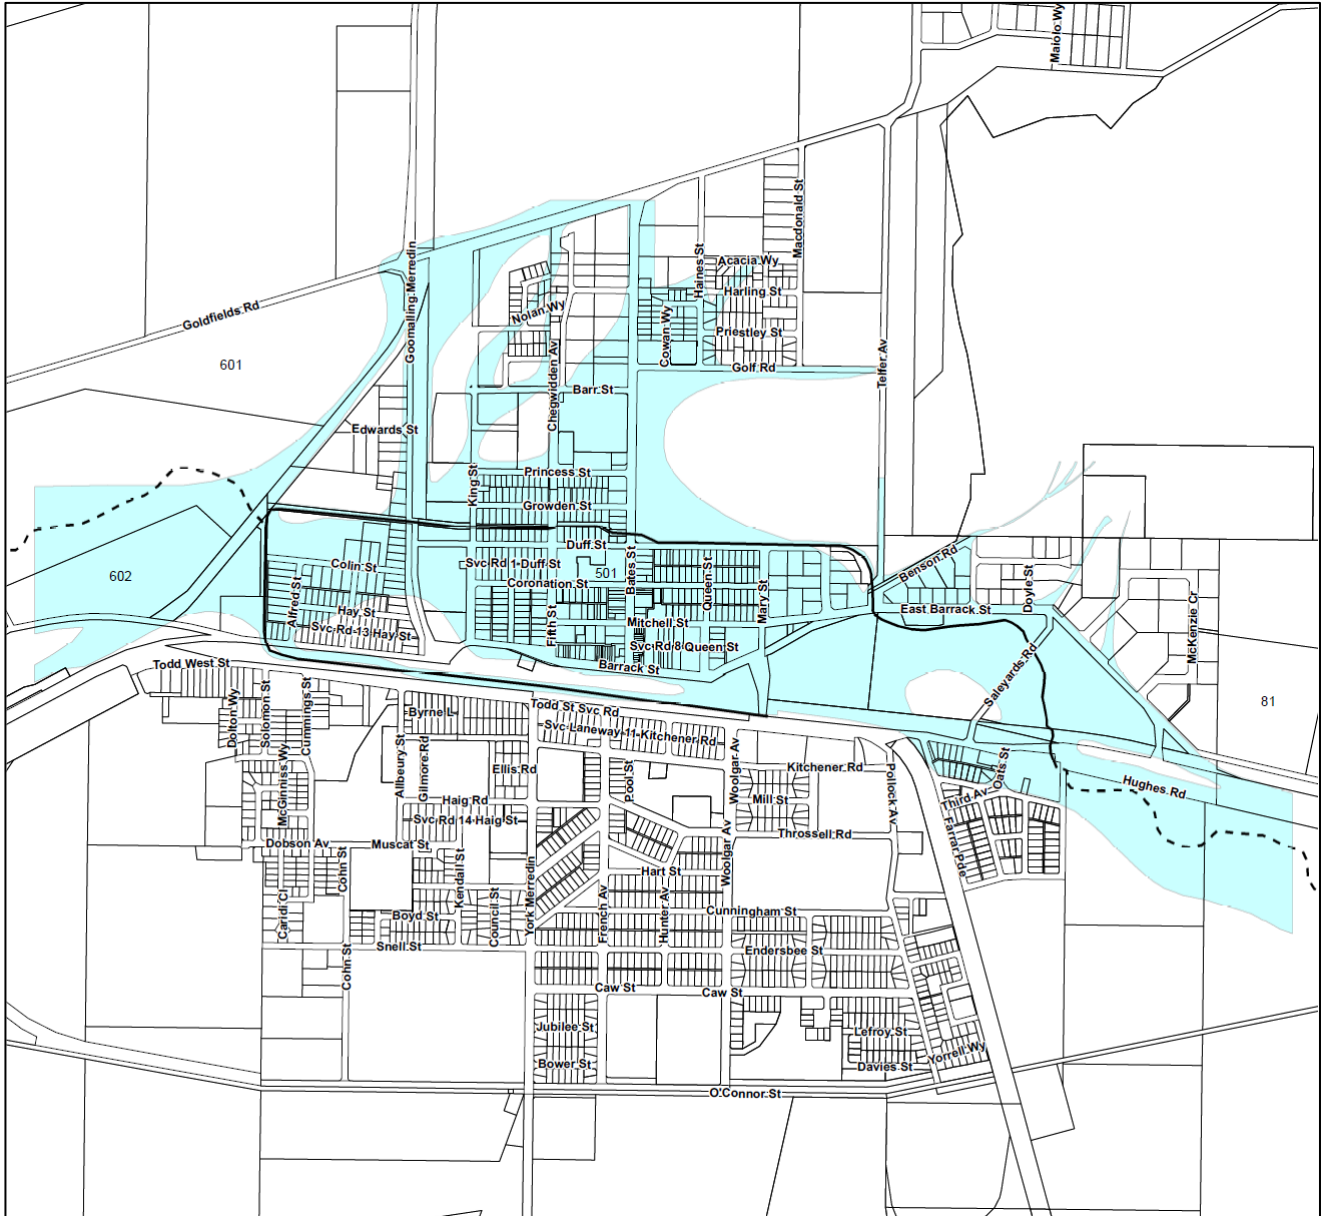 Maiolo Wy
Macdonald St
Haines St
Acacia Wy
Harling St
Goomalling-Merredin
Goldfields Rd
Nolan Wy
Priestley St
Cowan Wy
601
Golf Rd
Telfer Av
Chegwidden Av
Barr St
Edwards St
Princess St
King St
Growden St
Duff St
Colin St
Svc Rd 1 Duff St
501
Bates St
Queen St
Benson Rd
602
Coronation St
Mary St
Doyle St
Alfred St
Hay St
East Barrack St
Svc Rd 13 Hay St
Fifth St
Mitchell St
McKenzie Cr
Svc Rd 8 Queen St
Todd West St
Barrack St
Saleyards Rd
81
Dolton Wy
Solomon St
Cummings St
Byrne L
Todd St Svc Rd
Svc Laneway 11 Kitchener Rd
Allbeury St
Gilmore Rd
Ellis Rd
Pool St
Woolgar Av
Kitchener Rd
Pollock Av
Oats St
Hughes Rd
McGinniss Wy
Haig Rd
Mill St
Third Av
Svc Rd 14 Haig St
Throssell Rd
Farrar Pde
Dobson Av
Muscat St
Cohn St
Kendall St
Hart St
Woolgar Av
Caridi Cl
Boyd St
Council St
York Merredin
French Av
Hunter Av
Cunningham St
Snell St
Endersbee St
Cohn St
Caw St
Caw St
Jubilee St
Lefroy St
Bower St
Yorrell Wy
Davies St
O'Connor St